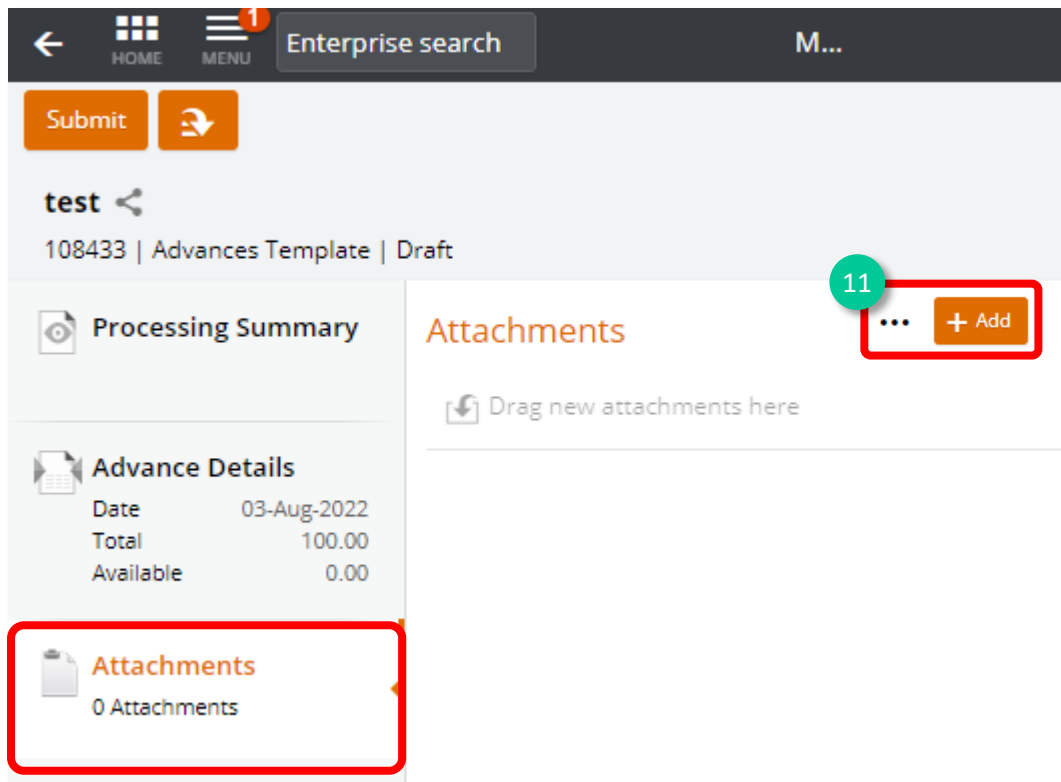 1
HOME MENU Enterprise search M...
Submit
test
108433 | Advances Template | Draft
11
Processing Summary
Attachments ... + Add
Drag new attachments here
Advance Details
Date 03-Aug-2022
Total 100.00
Available 0.00
Attachments
0 Attachments